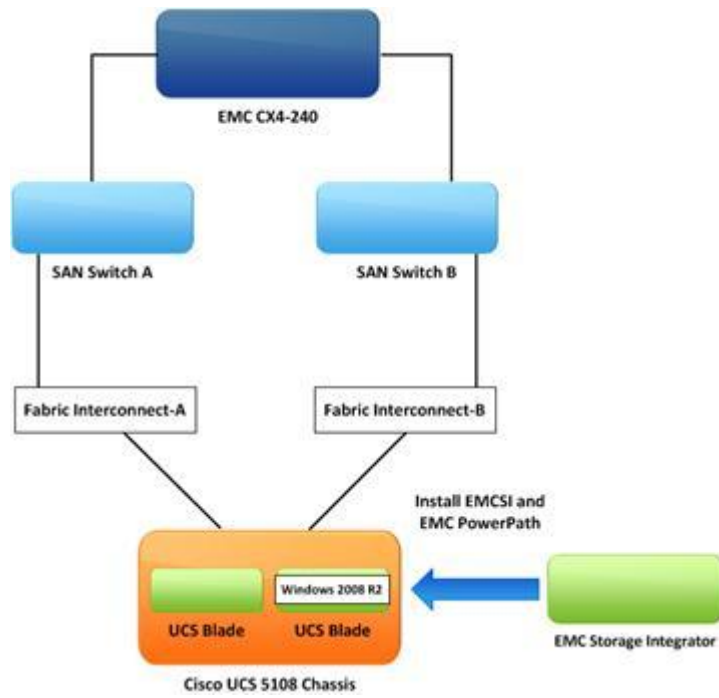 EMC CX4-240
SAN Switch A
SAN Switch B
Fabric Interconnect-A
Fabric Interconnect-B
Install EMCSI and
EMC PowerPath
Windows 2008 R2
UCS Blade
UCS Blade
EMC Storage Integrator
Cisco UCS 5108 Chassis